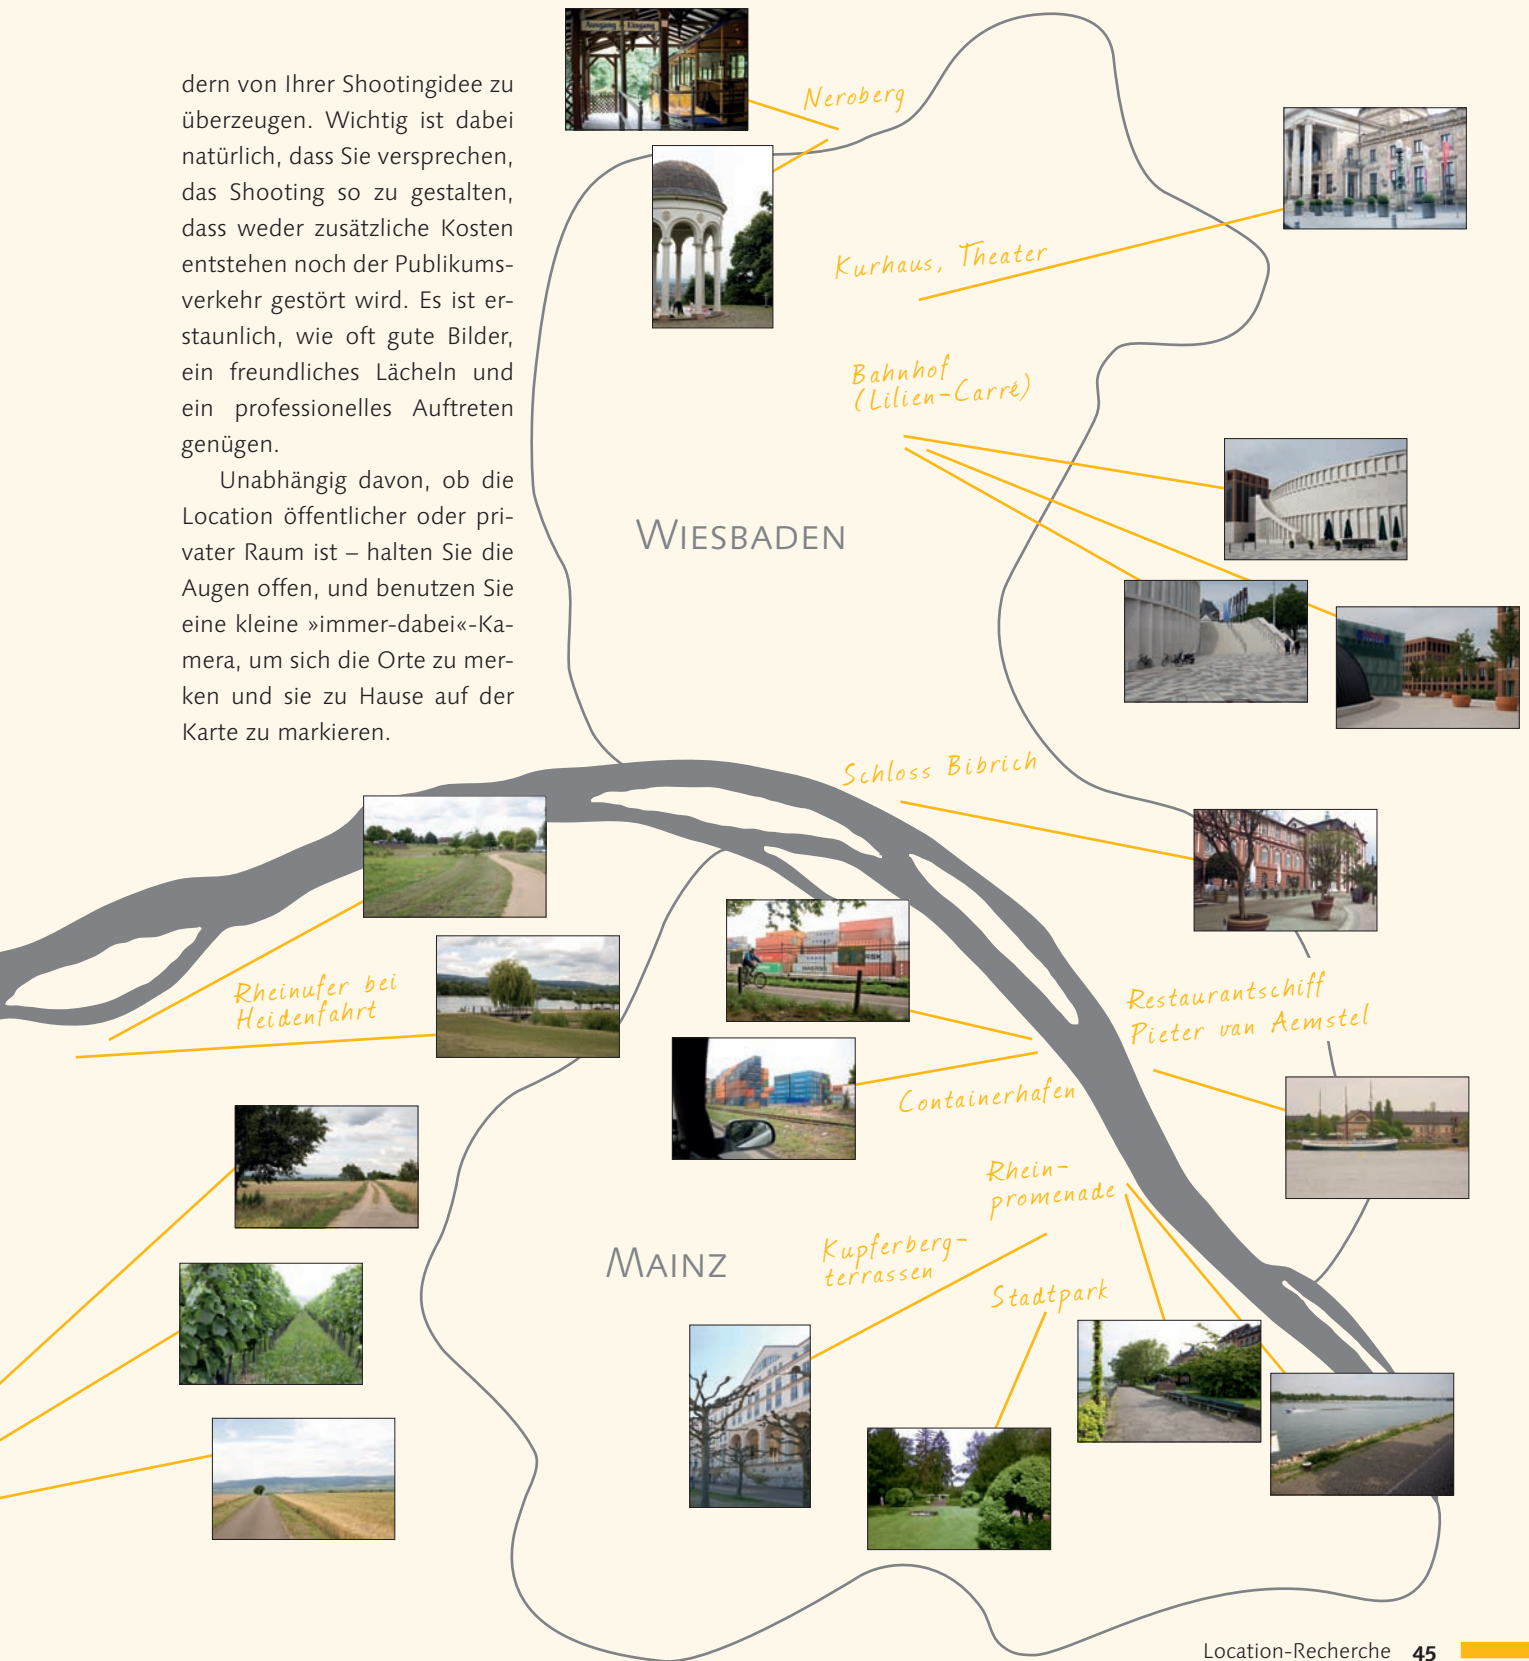 dern von Ihrer Shootingidee zu
überzeugen. Wichtig ist dabei
natürlich, dass Sie versprechen,
das Shooting so zu gestalten,
dass weder zusätzliche Kosten
entstehen noch der Publikums-
verkehr gestört wird. Es ist er-
staunlich, wie oft gute Bilder,
ein freundliches Lächeln und
ein professionelles Auftreten
genügen.
Unabhängig davon, ob die
Location öffentlicher oder pri-
vater Raum ist – halten Sie die
Augen offen, und benutzen Sie
eine kleine »immer-dabei«-Ka-
mera, um sich die Orte zu mer-
ken und sie zu Hause auf der
Karte zu markieren.
Ausgang – Eingang
Neroberg
Kurhaus, Theater
Bahnhof
(Lilien-Carré)
WIESBADEN
Schloss Bibrich
Rheinufer bei
Heidenfahrt
Restaurantschiff
Pieter van Aemstel
Containerhafen
Rhein-
promenade
MAINZ
Kupferberg-
terrassen
Stadtpark
Location-Recherche 45